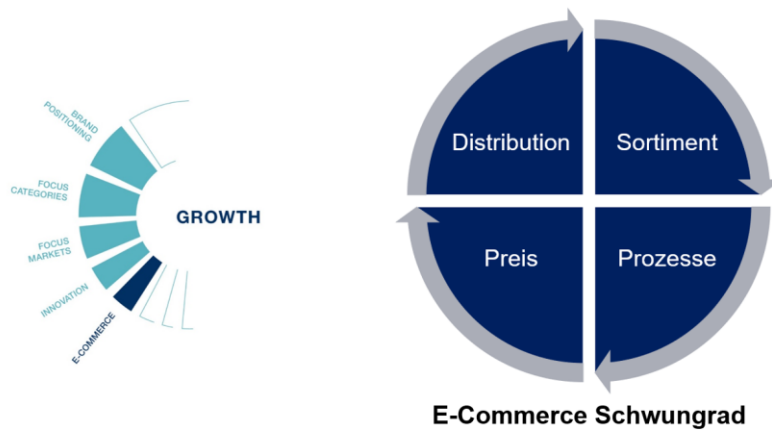 BRAND
POSITIONING
FOCUS
CATEGORIES
FOCUS
MARKETS
INNOVATION
E-COMMERCE
GROWTH
Distribution
Sortiment
Preis
Prozesse
E-Commerce Schwungrad